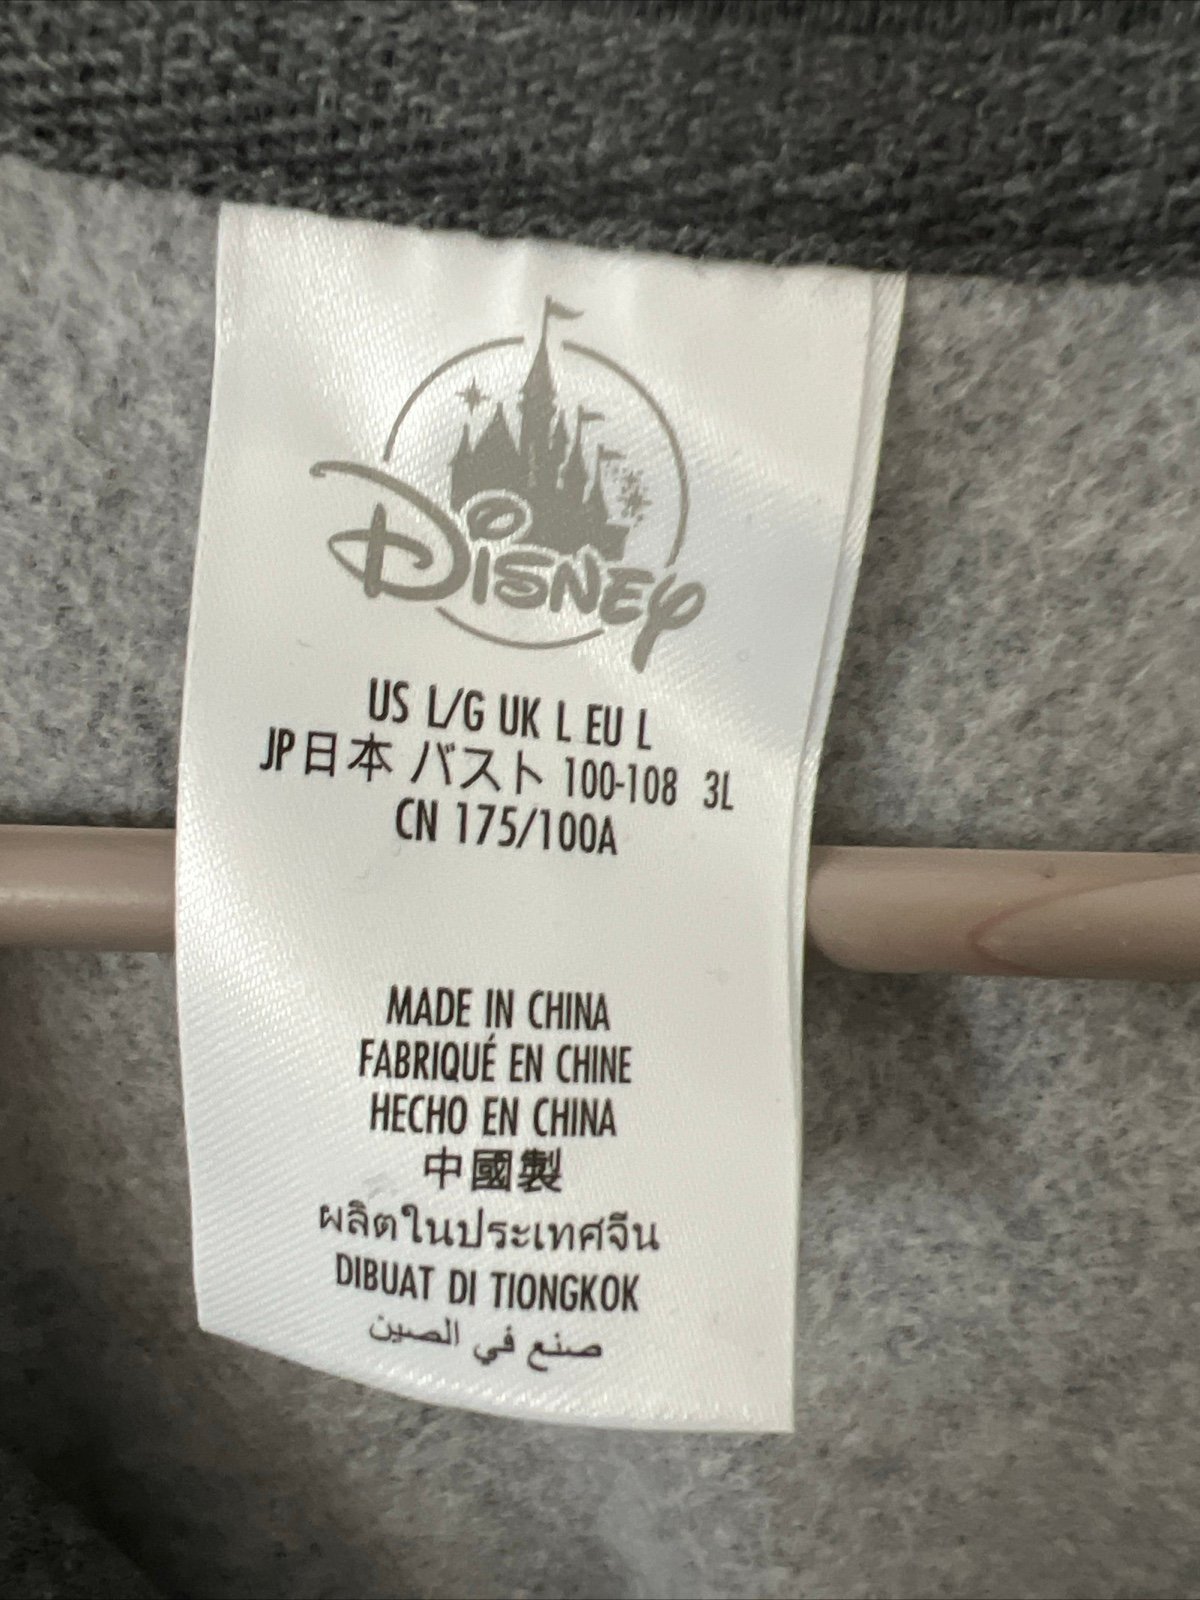 Disney
US L/G UK L EU L
JP日本 バスト 100-108 3L
CN 175/100A
MADE IN CHINA
FABRIQUÉ EN CHINE
HECHO EN CHINA
中國製
ผลิตในประเทศจีน
DIBUAT DI TIONGKOK
صنع في الصين